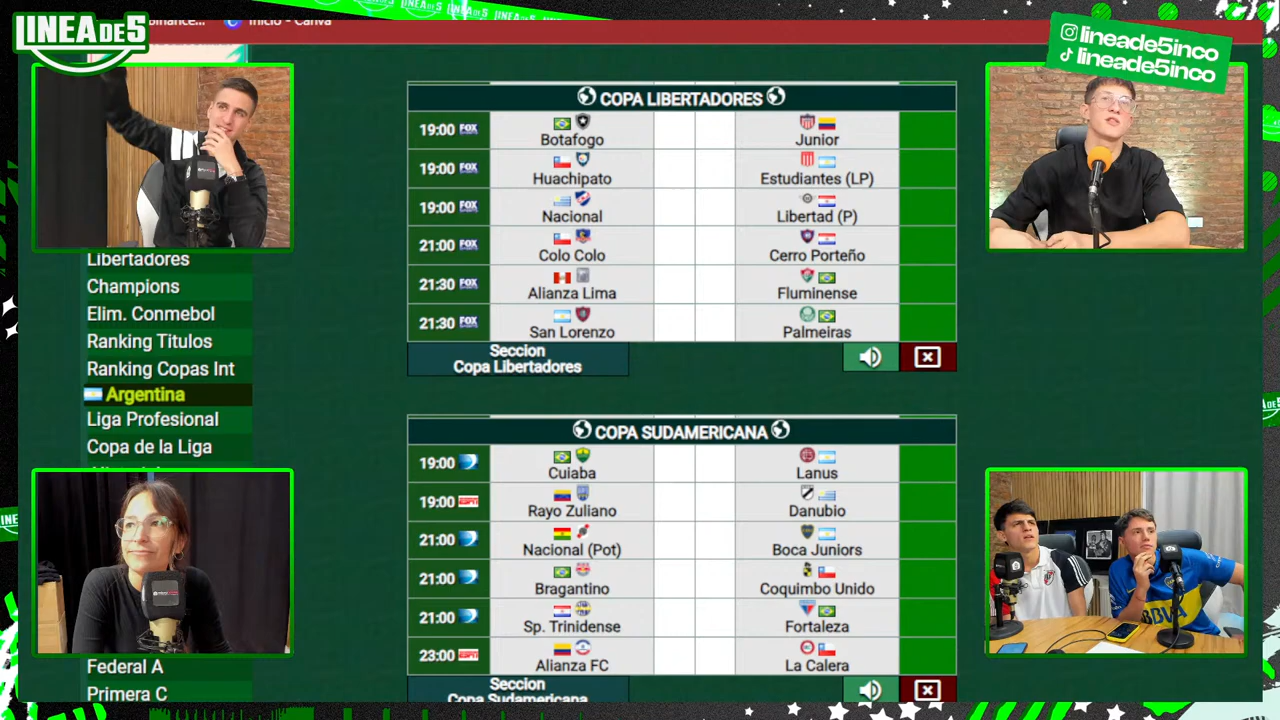 LINEA DE 5
Inicio - Canva
lineade5inco
lineade5inco
COPA LIBERTADORES
19:00 FOX Botafogo Junior
19:00 FOX Huachipato Estudiantes (LP)
19:00 FOX Nacional Libertad (P)
21:00 FOX Colo Colo Cerro Porteño
21:30 FOX Alianza Lima Fluminense
21:30 FOX San Lorenzo Palmeiras
Seccion
Copa Libertadores
Libertadores
Champions
Elim. Conmebol
Ranking Titulos
Ranking Copas Int
Argentina
Liga Profesional
Copa de la Liga
COPA SUDAMERICANA
19:00 Cuiaba Lanus
19:00 ESPN Rayo Zuliano Danubio
21:00 Nacional (Pot) Boca Juniors
21:00 Bragantino Coquimbo Unido
21:00 Sp. Trinidense Fortaleza
23:00 ESPN Alianza FC La Calera
Seccion
Copa Sudamericana
Federal A
Primera C
BBVA